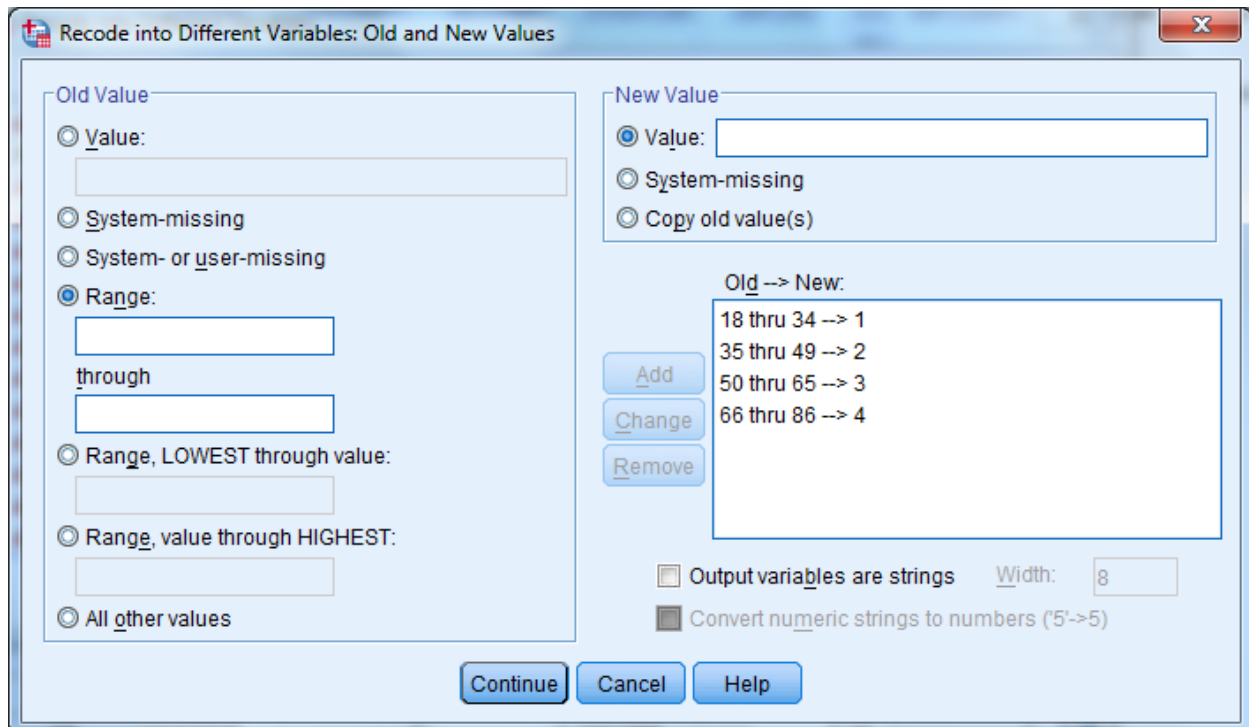 Recode into Different Variables: Old and New Values
Old Value
Value:
System-missing
System- or user-missing
Range:
through
Range, LOWEST through value:
Range, value through HIGHEST:
All other values
New Value
Value:
System-missing
Copy old value(s)
Old --> New:
18 thru 34 --> 1
35 thru 49 --> 2
50 thru 65 --> 3
66 thru 86 --> 4
Add
Change
Remove
Output variables are strings Width: 8
Convert numeric strings to numbers ('5'->5)
Continue Cancel Help